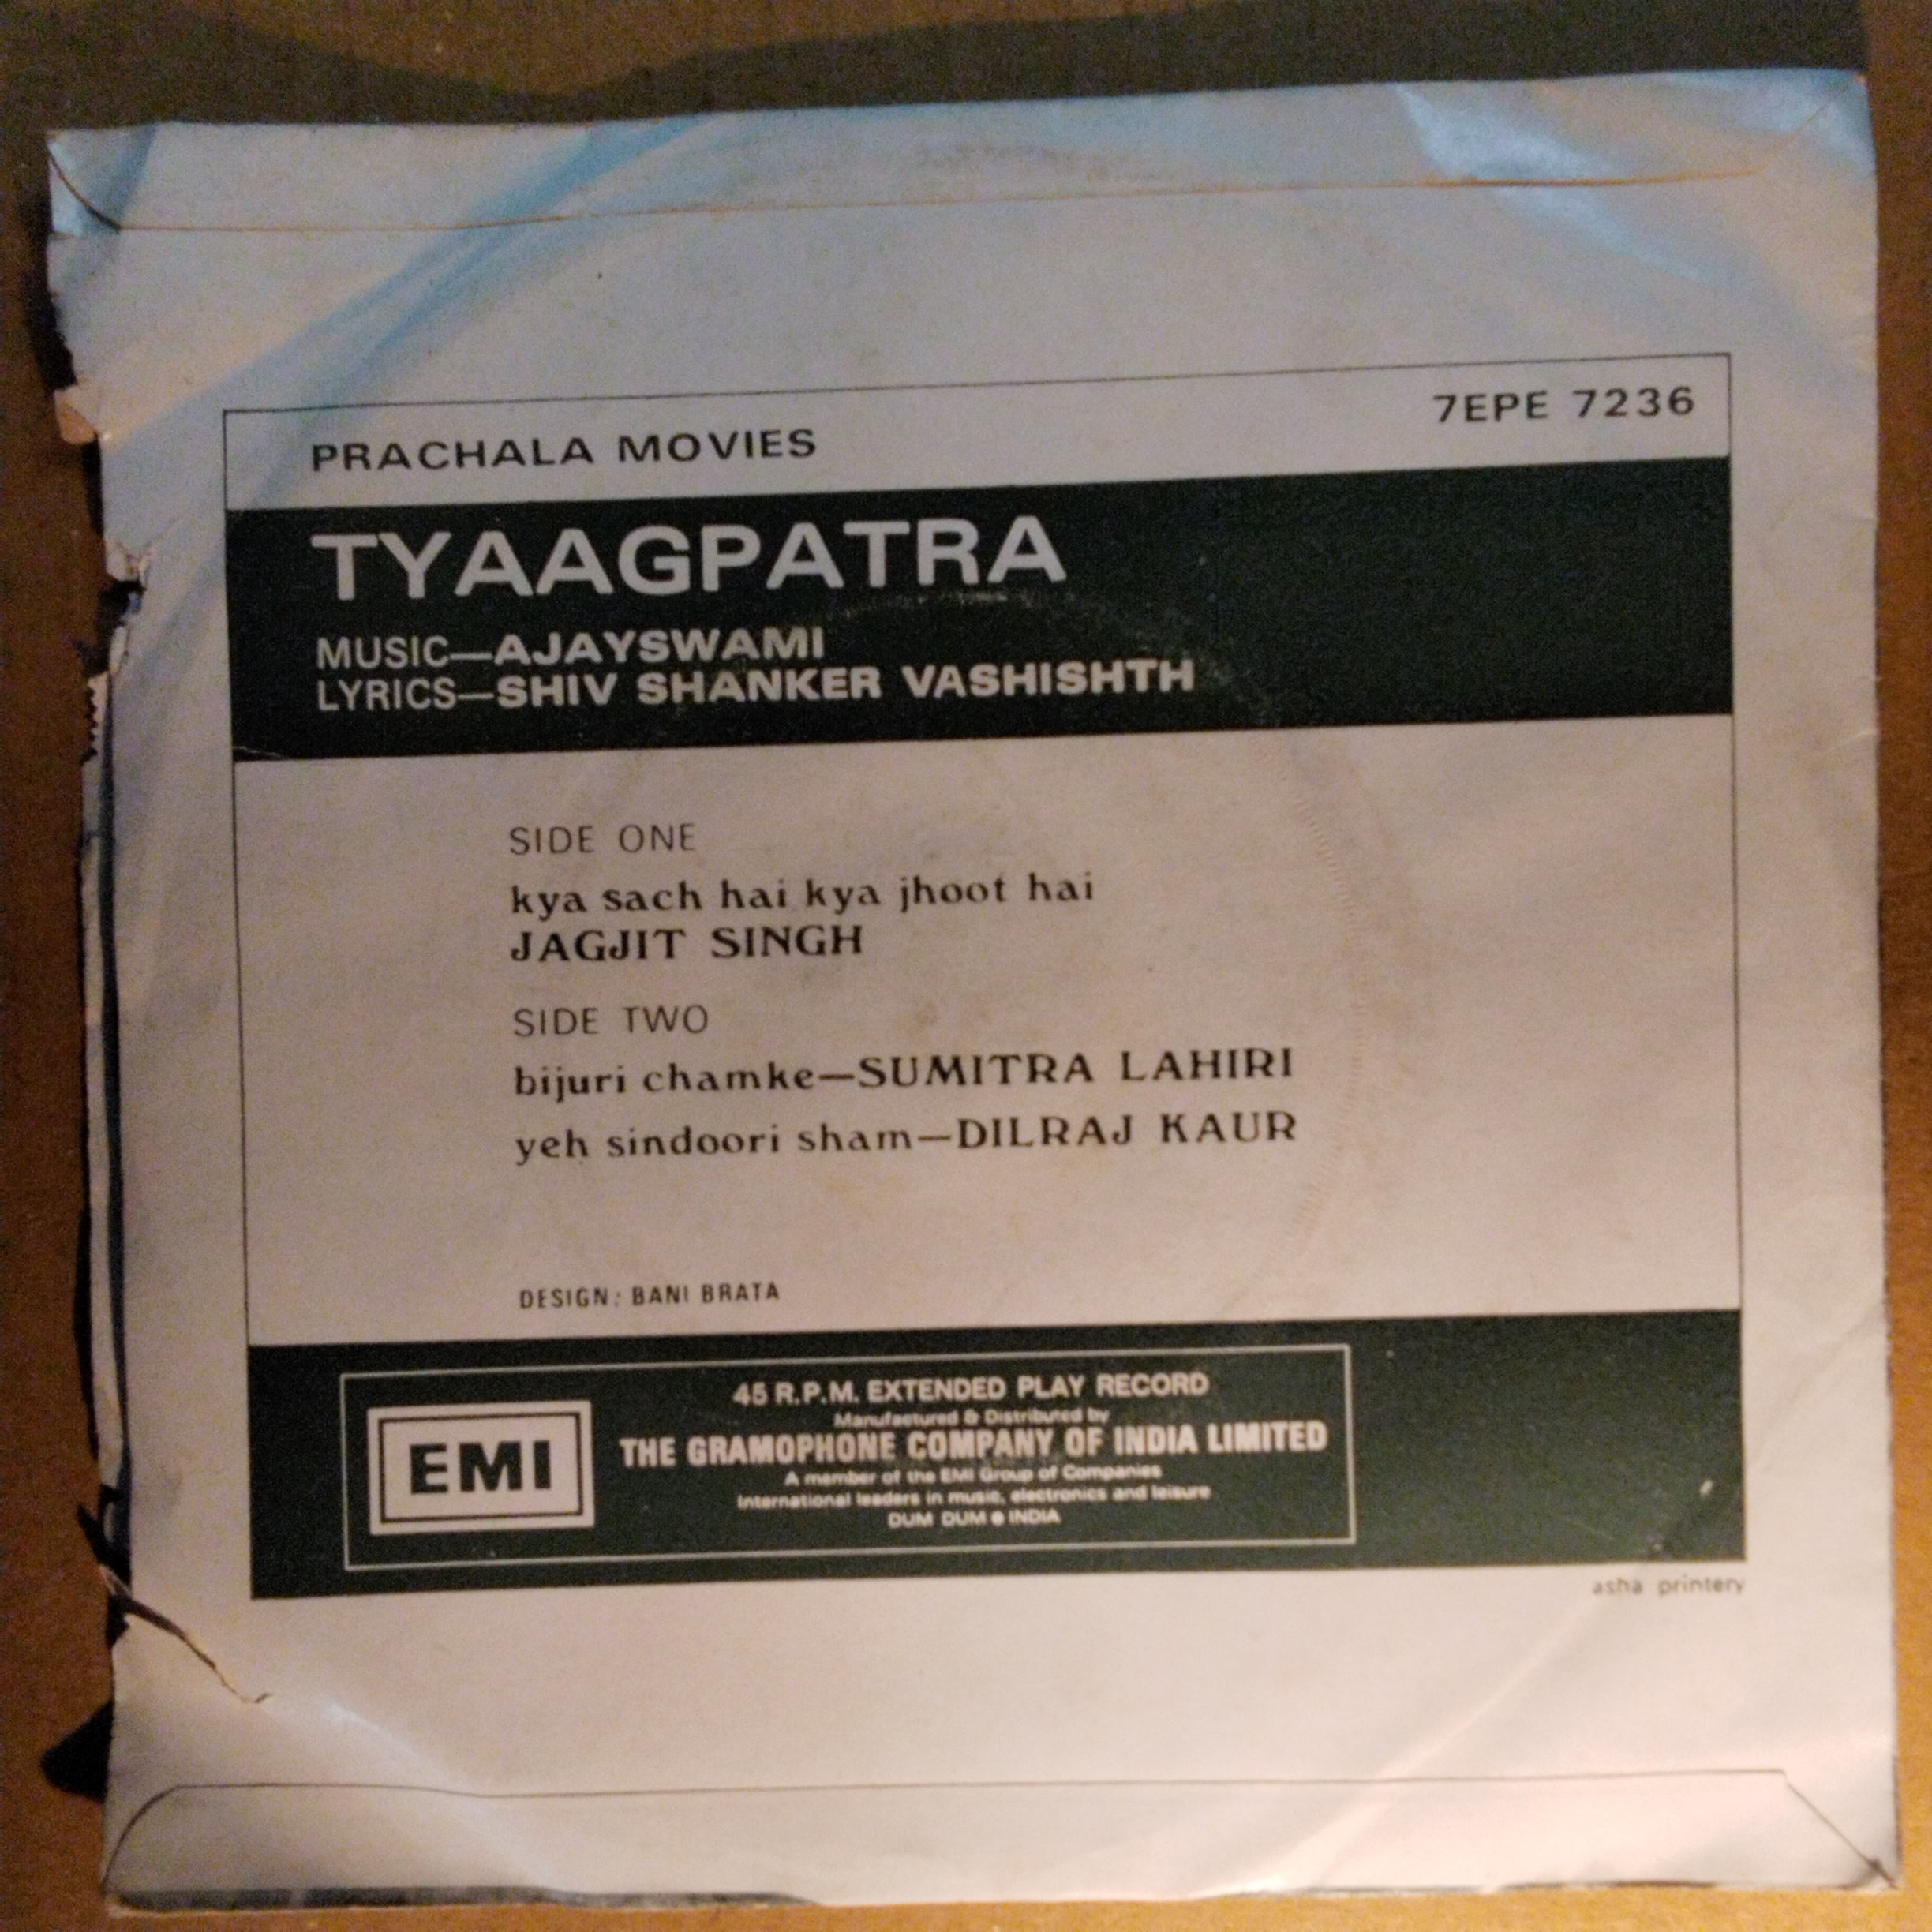 PRACHALA MOVIES
7EPE 7236
TYAAGPATRA
MUSIC—AJAYSWAMI
LYRICS—SHIV SHANKER VASHISHTH
SIDE ONE
kya sach hai kya jhoot hai
JAGJIT SINGH
SIDE TWO
bijuri chamke—SUMITRA LAHIRI
yeh sindoori sham—DILRAJ KAUR
DESIGN: BANI BRATA
EMI
45 R.P.M. EXTENDED PLAY RECORD
Manufactured & Distributed by
THE GRAMOPHONE COMPANY OF INDIA LIMITED
A member of the EMI Group of Companies
International leaders in music, electronics and leisure
DUM DUM ● INDIA
asha printery